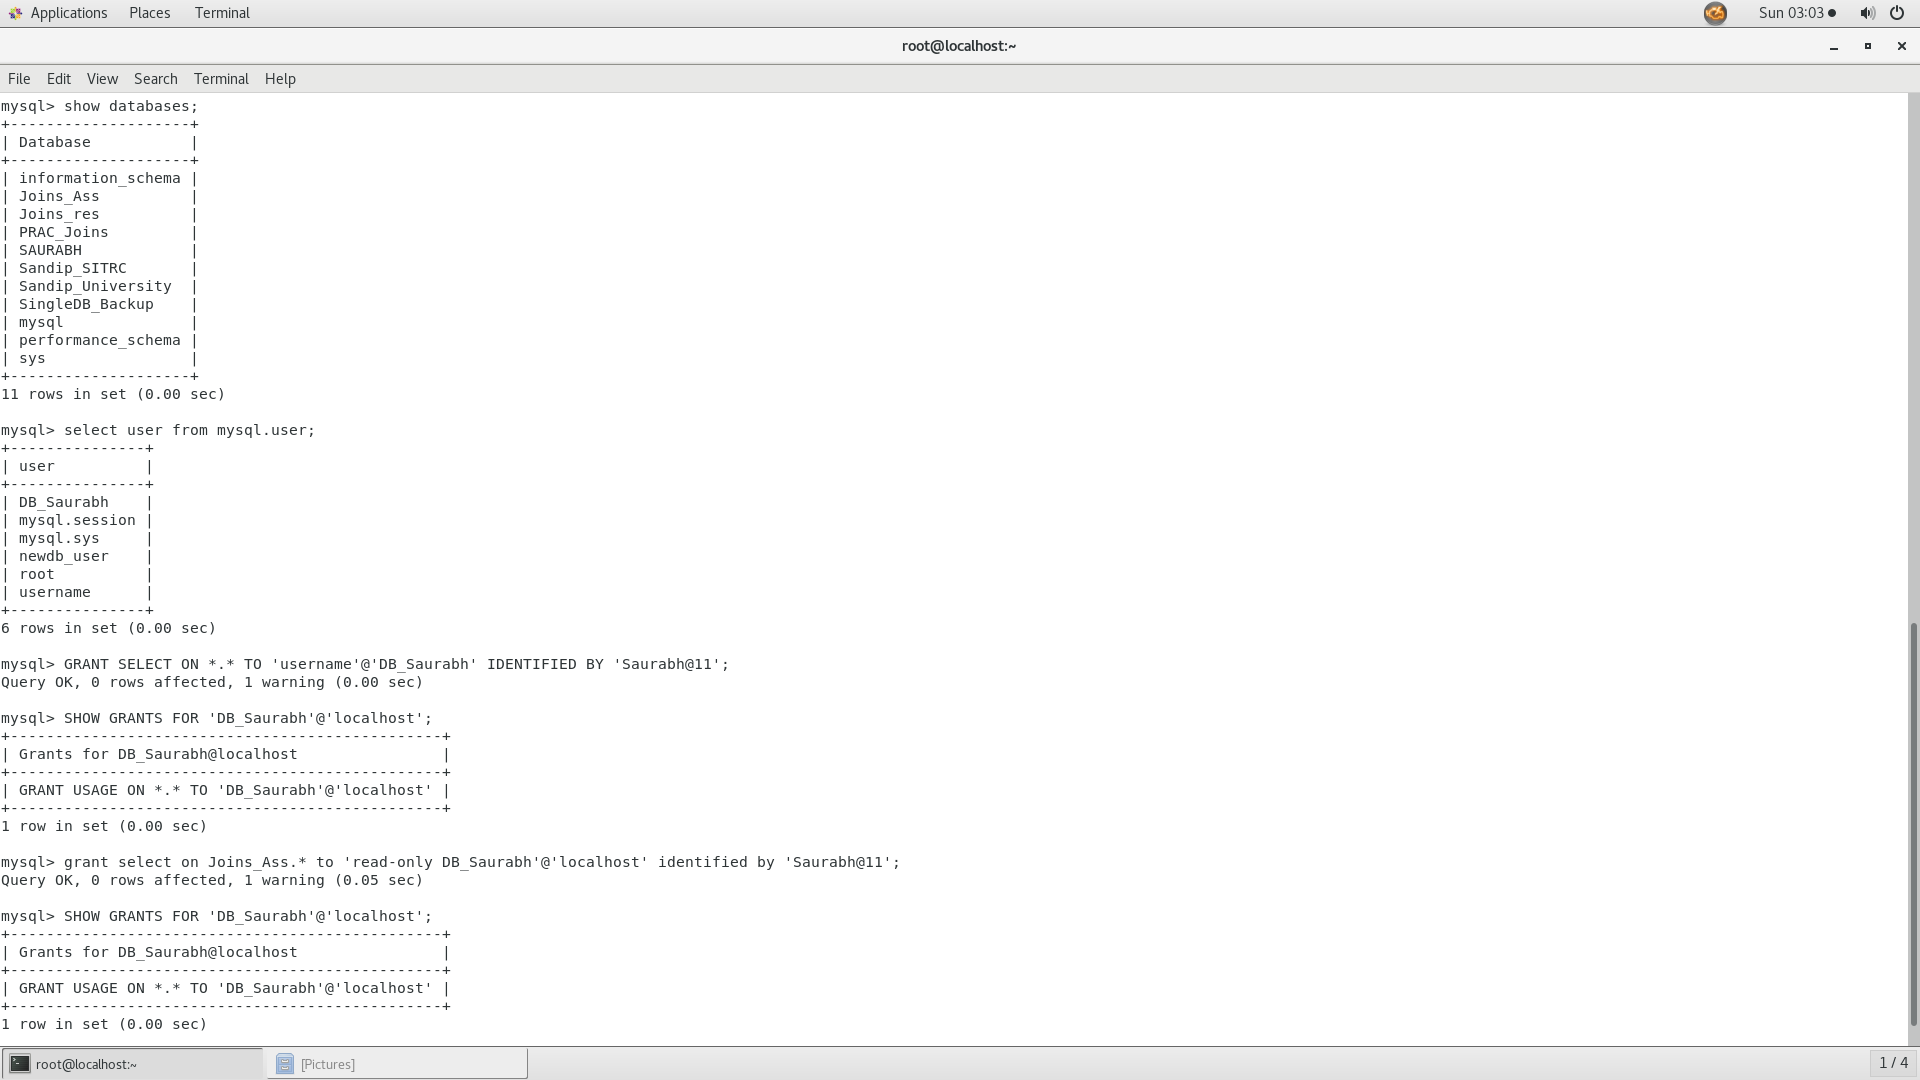 Applications Places Terminal Sun 03:03
root@localhost:~
File Edit View Search Terminal Help
mysql> show databases;
+--------------------+
| Database           |
+--------------------+
| information_schema |
| Joins_Ass          |
| Joins_res          |
| PRAC_Joins         |
| SAURABH            |
| Sandip_SITRC       |
| Sandip_University  |
| SingleDB_Backup    |
| mysql              |
| performance_schema |
| sys                |
+--------------------+
11 rows in set (0.00 sec)

mysql> select user from mysql.user;
+---------------+
| user          |
+---------------+
| DB_Saurabh    |
| mysql.session |
| mysql.sys     |
| newdb_user    |
| root          |
| username      |
+---------------+
6 rows in set (0.00 sec)

mysql> GRANT SELECT ON *.* TO 'username'@'DB_Saurabh' IDENTIFIED BY 'Saurabh@11';
Query OK, 0 rows affected, 1 warning (0.00 sec)

mysql> SHOW GRANTS FOR 'DB_Saurabh'@'localhost';
+------------------------------------------------+
| Grants for DB_Saurabh@localhost                |
+------------------------------------------------+
| GRANT USAGE ON *.* TO 'DB_Saurabh'@'localhost' |
+------------------------------------------------+
1 row in set (0.00 sec)

mysql> grant select on Joins_Ass.* to 'read-only DB_Saurabh'@'localhost' identified by 'Saurabh@11';
Query OK, 0 rows affected, 1 warning (0.05 sec)

mysql> SHOW GRANTS FOR 'DB_Saurabh'@'localhost';
+------------------------------------------------+
| Grants for DB_Saurabh@localhost                |
+------------------------------------------------+
| GRANT USAGE ON *.* TO 'DB_Saurabh'@'localhost' |
+------------------------------------------------+
1 row in set (0.00 sec)
root@localhost:~ [Pictures] 1 / 4